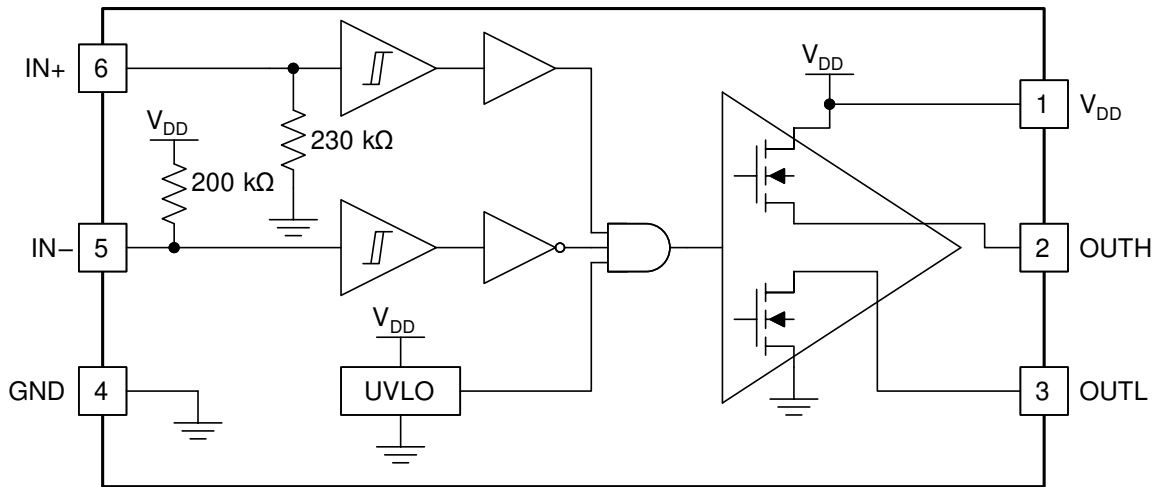 IN+
6
V_DD
200 kΩ
230 kΩ
IN−
5
GND
4
V_DD
UVLO
V_DD
1
V_DD
2
OUTH
3
OUTL